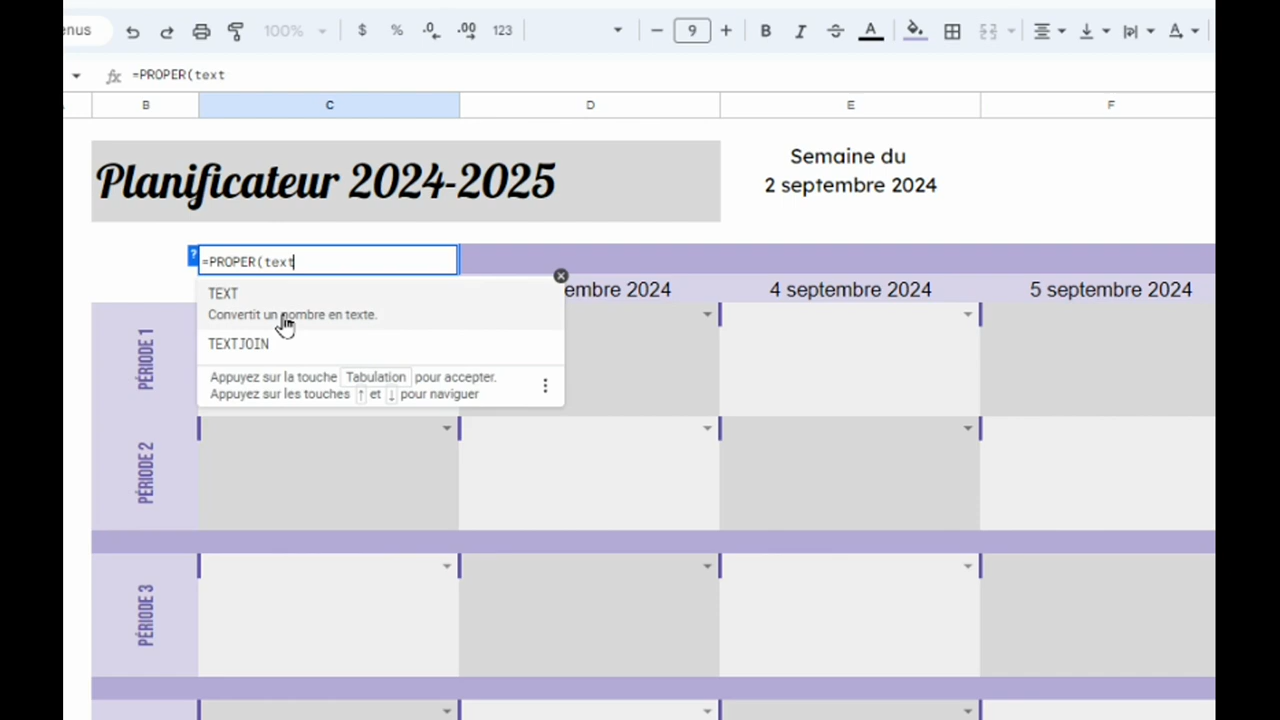 enus
100%
$
%
.0
.00
123
9
B
I
A
A
fx =PROPER(text
B
C
D
E
F
Planificateur 2024-2025
Semaine du
2 septembre 2024
?
=PROPER(text
TEXT
Convertit un nombre en texte.
TEXTJOIN
Appuyez sur la touche Tabulation pour accepter.
Appuyez sur les touches ↑ et ↓ pour naviguer
embre 2024
4 septembre 2024
5 septembre 2024
PÉRIODE 1
PÉRIODE 2
PÉRIODE 3